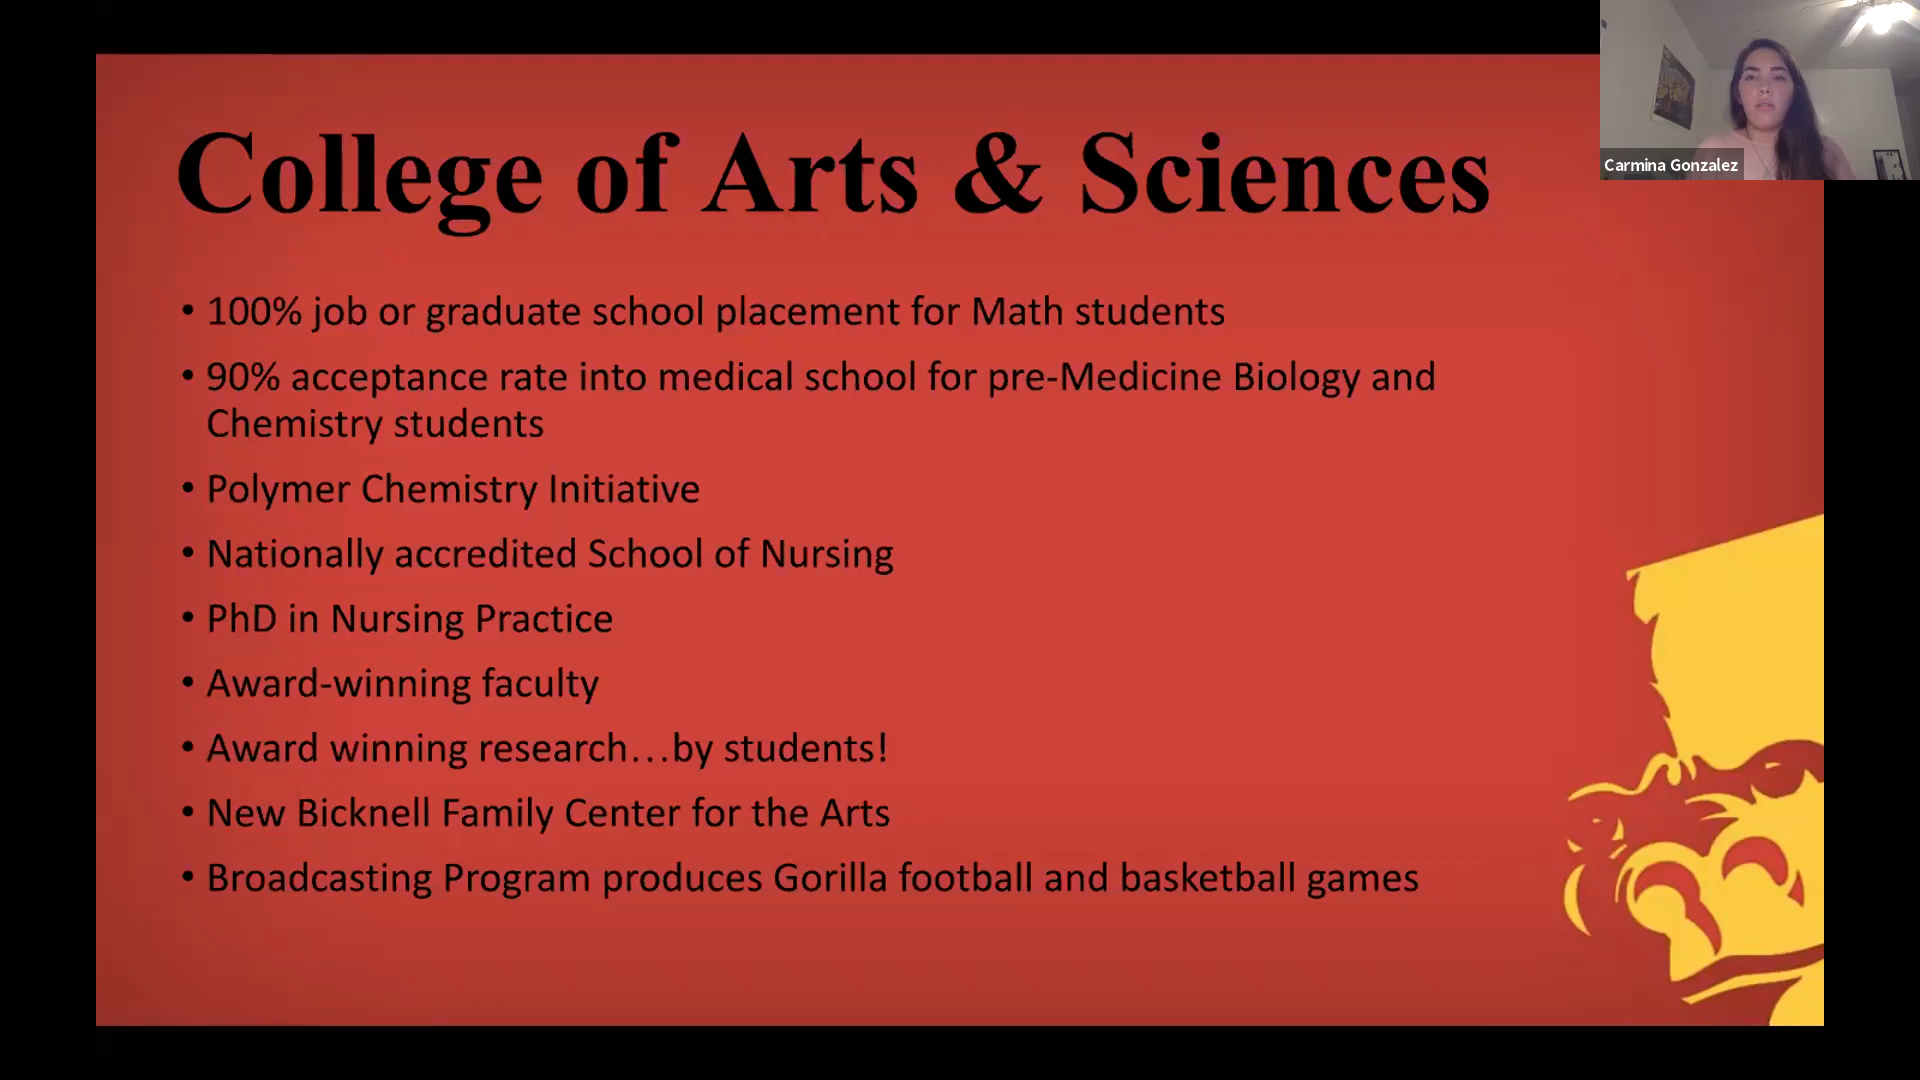 College of Arts & Sciences
Carmina Gonzalez
• 100% job or graduate school placement for Math students
• 90% acceptance rate into medical school for pre-Medicine Biology and
Chemistry students
• Polymer Chemistry Initiative
• Nationally accredited School of Nursing
• PhD in Nursing Practice
• Award-winning faculty
• Award winning research…by students!
• New Bicknell Family Center for the Arts
• Broadcasting Program produces Gorilla football and basketball games